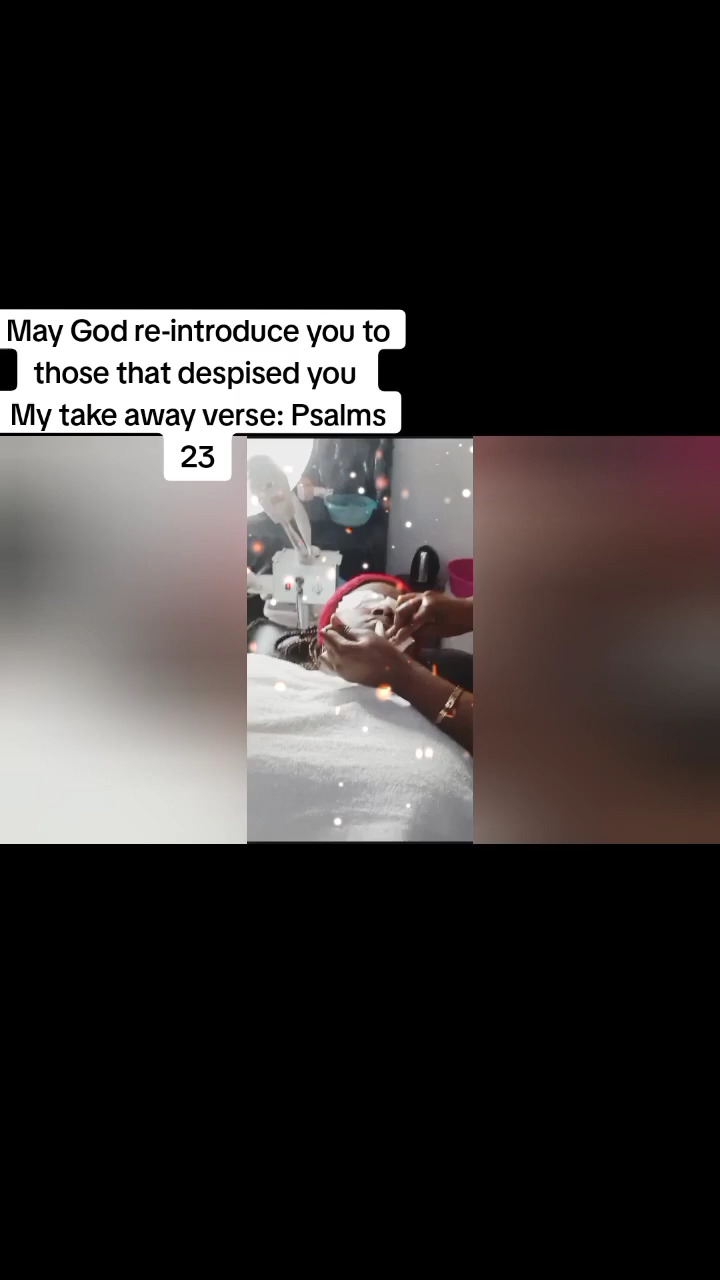 May God re-introduce you to
those that despised you
My take away verse: Psalms
23